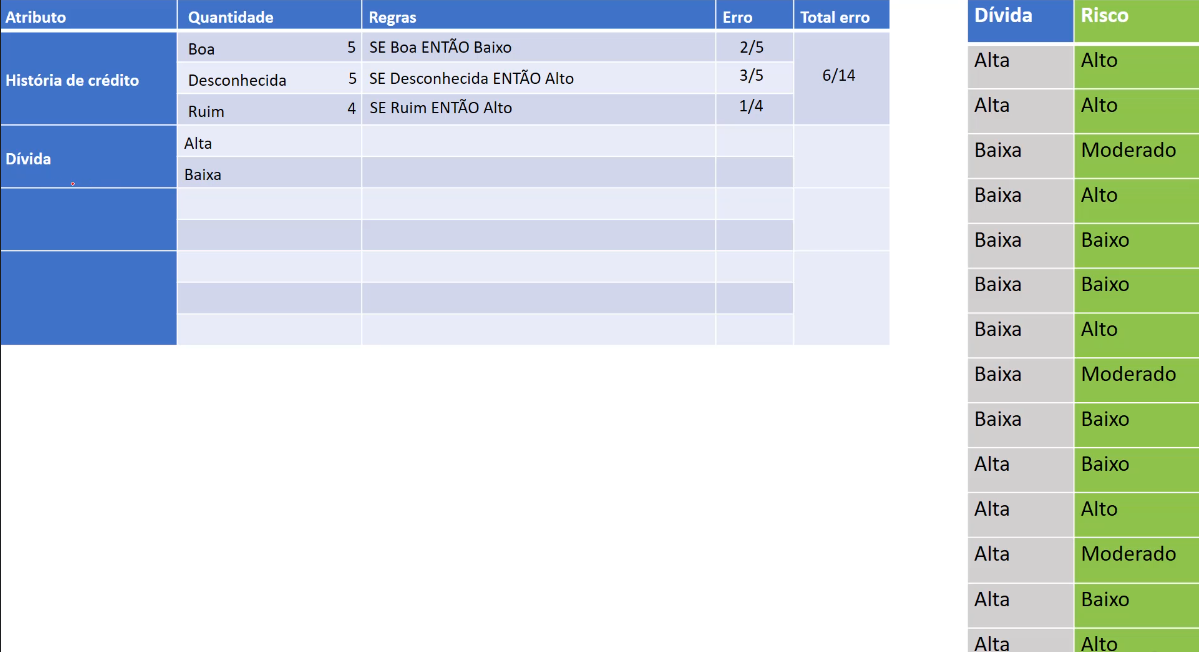 Atributo Quantidade Regras Erro Total erro
História de crédito Boa 5 SE Boa ENTÃO Baixo 2/5 6/14
Desconhecida 5 SE Desconhecida ENTÃO Alto 3/5
Ruim 4 SE Ruim ENTÃO Alto 1/4
Dívida Alta
Baixa
Dívida Risco
Alta Alto
Alta Alto
Baixa Moderado
Baixa Alto
Baixa Baixo
Baixa Baixo
Baixa Alto
Baixa Moderado
Baixa Baixo
Alta Baixo
Alta Alto
Alta Moderado
Alta Baixo
Alta Alto